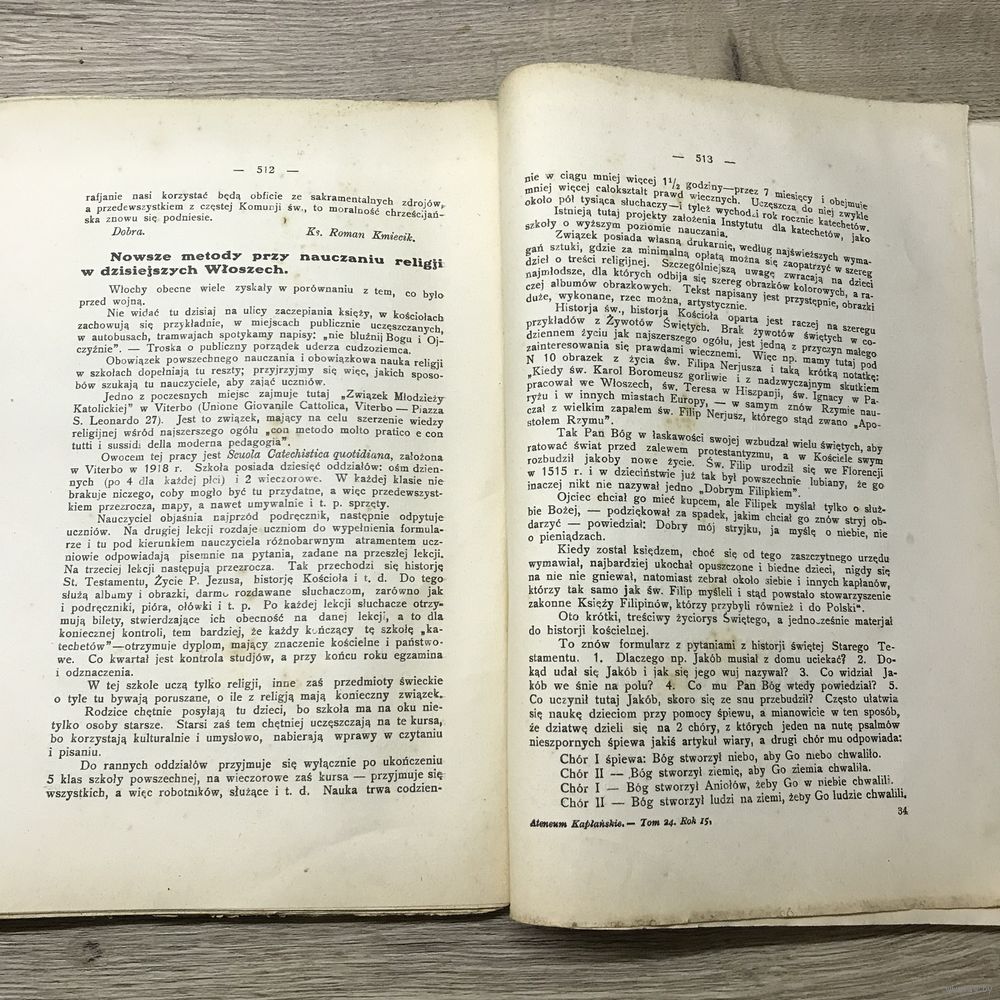 — 512 —
rafjanie nasi korzystać będą obficie ze sakramentalnych zdrojów,
a przedewszystkiem z częstej Komunji św., to moralność chrześcijań-
ska znowu się podniesie.
Dobra. Ks. Roman Kmiecik.
Nowsze metody przy nauczaniu religji
w dzisiejszych Włoszech.
Włochy obecne wiele zyskały w porównaniu z tem, co było
przed wojną.
Nie widać tu dzisiaj na ulicy zaczepiania księży, w kościołach
zachowują się przykładnie, w miejscach publicznie uczęszczanych,
w autobusach, tramwajach spotykamy napisy: „nie bluźnij Bogu i Oj-
czyźnie”. — Troska o publiczny porządek uderza cudzoziemca.
Obowiązek powszechnego nauczania i obowiązkowa nauka religji
w szkołach dopełniają tu reszty; przyjrzyjmy się więc, jakich sposo-
bów szukają tu nauczyciele, aby zająć uczniów.
Jedno z poczesnych miejsc zajmuje tutaj „Związek Młodzieży
Katolickiej” w Viterbo (Unione Giovanile Cattolica, Viterbo — Piazza
S. Leonardo 27). Jest to związek, mający na celu szerzenie wiedzy
religijnej wśród najszerszego ogółu „con metodo molto pratico e con
tutti i sussidi della moderna pedagogia”.
Owocem tej pracy jest Scuola Catechistica quotidiana, założona
w Viterbo w 1918 r. Szkoła posiada dziesięć oddziałów: ośm dzien-
nych (po 4 dla każdej płci) i 2 wieczorowe. W każdej klasie nie
brakuje niczego, coby mogło być tu przydatne, a więc przedewszyst-
kiem przezrocza, mapy, a nawet umywalnie i t. p. sprzęty.
Nauczyciel objaśnia najprzód podręcznik, następnie odpytuje
uczniów. Na drugiej lekcji rozdaje uczniom do wypełnienia formula-
rze i tu pod kierunkiem nauczyciela różnobarwnym atramentem ucz-
niowie odpowiadają pisemnie na pytania, zadane na przeszłej lekcji.
Na trzeciej lekcji następują przezrocza. Tak przechodzi się historję
St. Testamentu, Życie P. Jezusa, historję Kościoła i t. d. Do tego
służą albumy i obrazki, darmo rozdawane słuchaczom, zarówno jak
i podręczniki, pióra, ołówki i t. p. Po każdej lekcji słuchacze otrzy-
mują bilety, stwierdzające ich obecność na danej lekcji, a to dla
koniecznej kontroli, tem bardziej, że każdy kończący tę szkołę „ka-
techetów”—otrzymuje dyplom, mający znaczenie kościelne i państwo-
we. Co kwartał jest kontrola studjów, a przy końcu roku egzamina
i odznaczenia.
W tej szkole uczą tylko religji, inne zaś przedmioty świeckie
o tyle tu bywają poruszane, o ile z religją mają konieczny związek.
Rodzice chętnie posyłają tu dzieci, bo szkoła ma na oku nie-
tylko osoby starsze. Starsi zaś tem chętniej uczęszczają na te kursa,
bo korzystają kulturalnie i umysłowo, nabierają wprawy w czytaniu
i pisaniu.
Do rannych oddziałów przyjmuje się wyłącznie po ukończeniu
5 klas szkoły powszechnej, na wieczorowe zaś kursa — przyjmuje się
wszystkich, a więc robotników, służące i t. d. Nauka trwa codzien-
— 513 —
nie w ciągu mniej więcej 1½ godziny—przez 7 miesięcy i obejmuje
mniej więcej całokształt prawd wiecznych. Uczęszcza do niej zwykle
około pół tysiąca słuchaczy—i tyleż wychodzi rok rocznie katechetów.
Istnieją tutaj projekty założenia Instytutu dla katechetów, jako
szkoły o wyższym poziomie nauczania.
Związek posiada własną drukarnię, według najświeższych wyma-
gań sztuki, gdzie za minimalną opłatą można się zaopatrzyć w szereg
dzieł o treści religijnej. Szczególniejszą uwagę zwracają na dzieci
najmłodsze, dla których odbija się szereg obrazków kolorowych, a ra-
czej albumów obrazkowych. Tekst napisany jest przystępnie, obrazki
duże, wykonane, rzec można, artystycznie.
Historja św., historja Kościoła oparta jest raczej na szeregu
przykładów z Żywotów Świętych. Brak żywotów świętych w co-
dziennem życiu jak najszerszego ogółu, jest jedną z przyczyn małego
zainteresowania się prawdami wiecznemi. Więc np. mamy tutaj pod
N 10 obrazek z życia św. Filipa Nerjusza i taką krótką notatkę:
„Kiedy św. Karol Boromeusz gorliwie i z nadzwyczajnym skutkiem
pracował we Włoszech, św. Teresa w Hiszpanji, św. Ignacy w Pa-
ryżu i w innych miastach Europy, — w samym znów Rzymie nau-
czał z wielkim zapałem św. Filip Nerjusz, którego stąd zwano „Apo-
stołem Rzymu”.
Tak Pan Bóg w łaskawości swojej wzbudzał wielu świętych, aby
ratować świat przed zalewem protestantyzmu, a w Kościele swym
rozbudził jakoby nowe życie. Św. Filip urodził się we Florencji
w 1515 r. i w dzieciństwie już tak był powszechnie lubiany, że go
inaczej nikt nie nazywał jedno „Dobrym Filipkiem”.
Ojciec chciał go mieć kupcem, ale Filipek myślał tylko o służ-
bie Bożej, — podziękował za spadek, jakim chciał go znów stryj ob-
darzyć — powiedział: Dobry mój stryjku, ja myślę o niebie, nie
o pieniądzach.
Kiedy został księdzem, choć się od tego zaszczytnego urzędu
wymawiał, najbardziej ukochał opuszczone i biedne dzieci, nigdy się
na nie nie gniewał, natomiast zebrał około siebie i innych kapłanów,
którzy tak samo jak św. Filip myśleli i stąd powstało stowarzyszenie
zakonne Księży Filipinów, którzy przybyli również i do Polski“.
Oto krótki, treściwy życiorys Świętego, a jednocześnie materjał
do historji kościelnej.
To znów formularz z pytaniami z historji świętej Starego Te-
stamentu. 1. Dlaczego np. Jakób musiał z domu uciekać? 2. Do-
kąd udał się Jakób i jak się jego wuj nazywał? 3. Co widział Ja-
kób we śnie na polu? 4. Co mu Pan Bóg wtedy powiedział? 5.
Co uczynił tutaj Jakób, skoro się ze snu przebudził? Często ułatwia
się naukę dzieciom przy pomocy śpiewu, a mianowicie w ten sposób,
że dziatwę dzieli się na 2 chóry, z których jeden na nutę psalmów
nieszpornych śpiewa jakiś artykuł wiary, a drugi chór mu odpowiada:
Chór I śpiewa: Bóg stworzył niebo, aby Go niebo chwaliło.
Chór II — Bóg stworzył ziemię, aby Go ziemia chwaliła.
Chór I — Bóg stworzył Aniołów, żeby Go w niebie chwalili.
Chór II — Bóg stworzył ludzi na ziemi, żeby Go ludzie chwalili.
Ateneum Kapłańskie. — Tom 24. Rok 15. 34